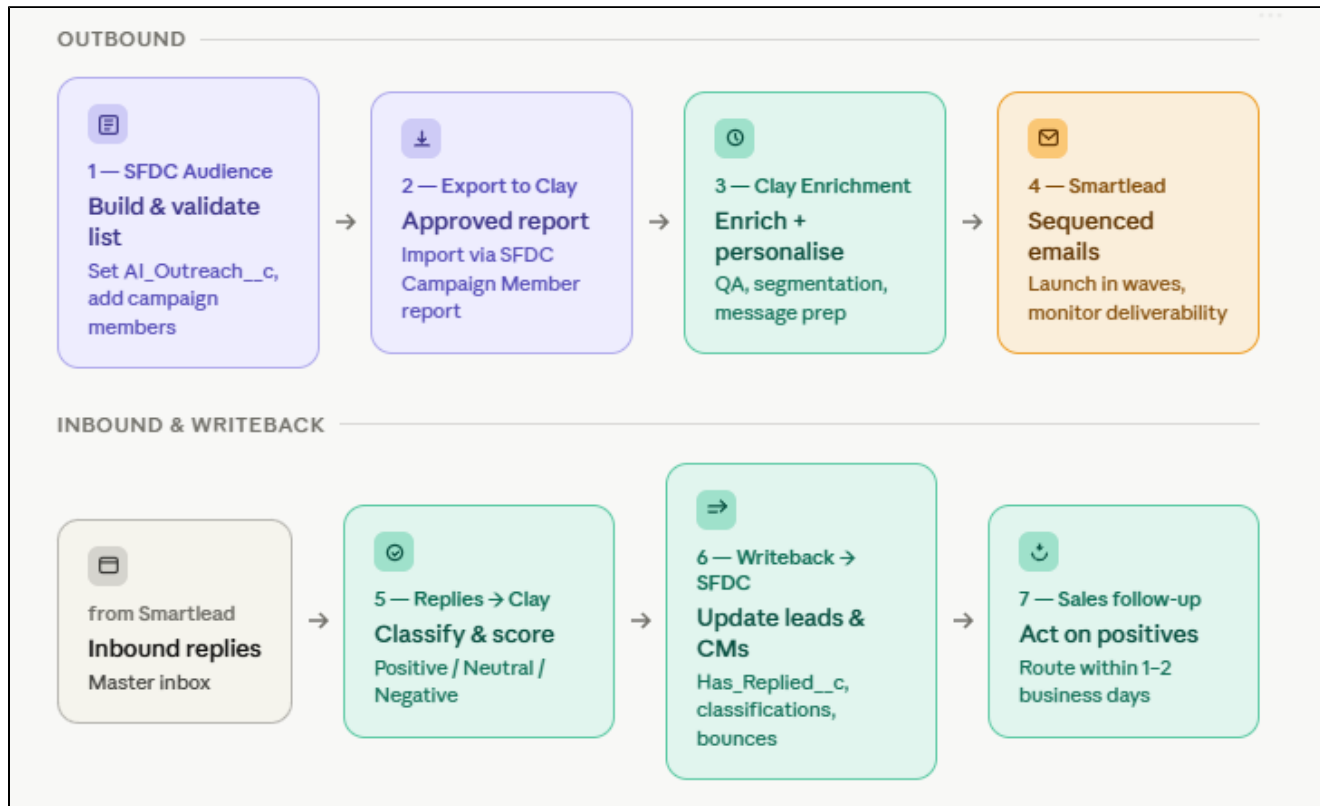 OUTBOUND
1 — SFDC Audience
Build & validate
list
Set AI_Outreach__c,
add campaign
members
2 — Export to Clay
Approved report
Import via SFDC
Campaign Member
report
3 — Clay Enrichment
Enrich +
personalise
QA, segmentation,
message prep
4 — Smartlead
Sequenced
emails
Launch in waves,
monitor deliverability
INBOUND & WRITEBACK
from Smartlead
Inbound replies
Master inbox
5 — Replies → Clay
Classify & score
Positive / Neutral /
Negative
6 — Writeback →
SFDC
Update leads &
CMs
Has_Replied__c,
classifications,
bounces
7 — Sales follow-up
Act on positives
Route within 1–2
business days